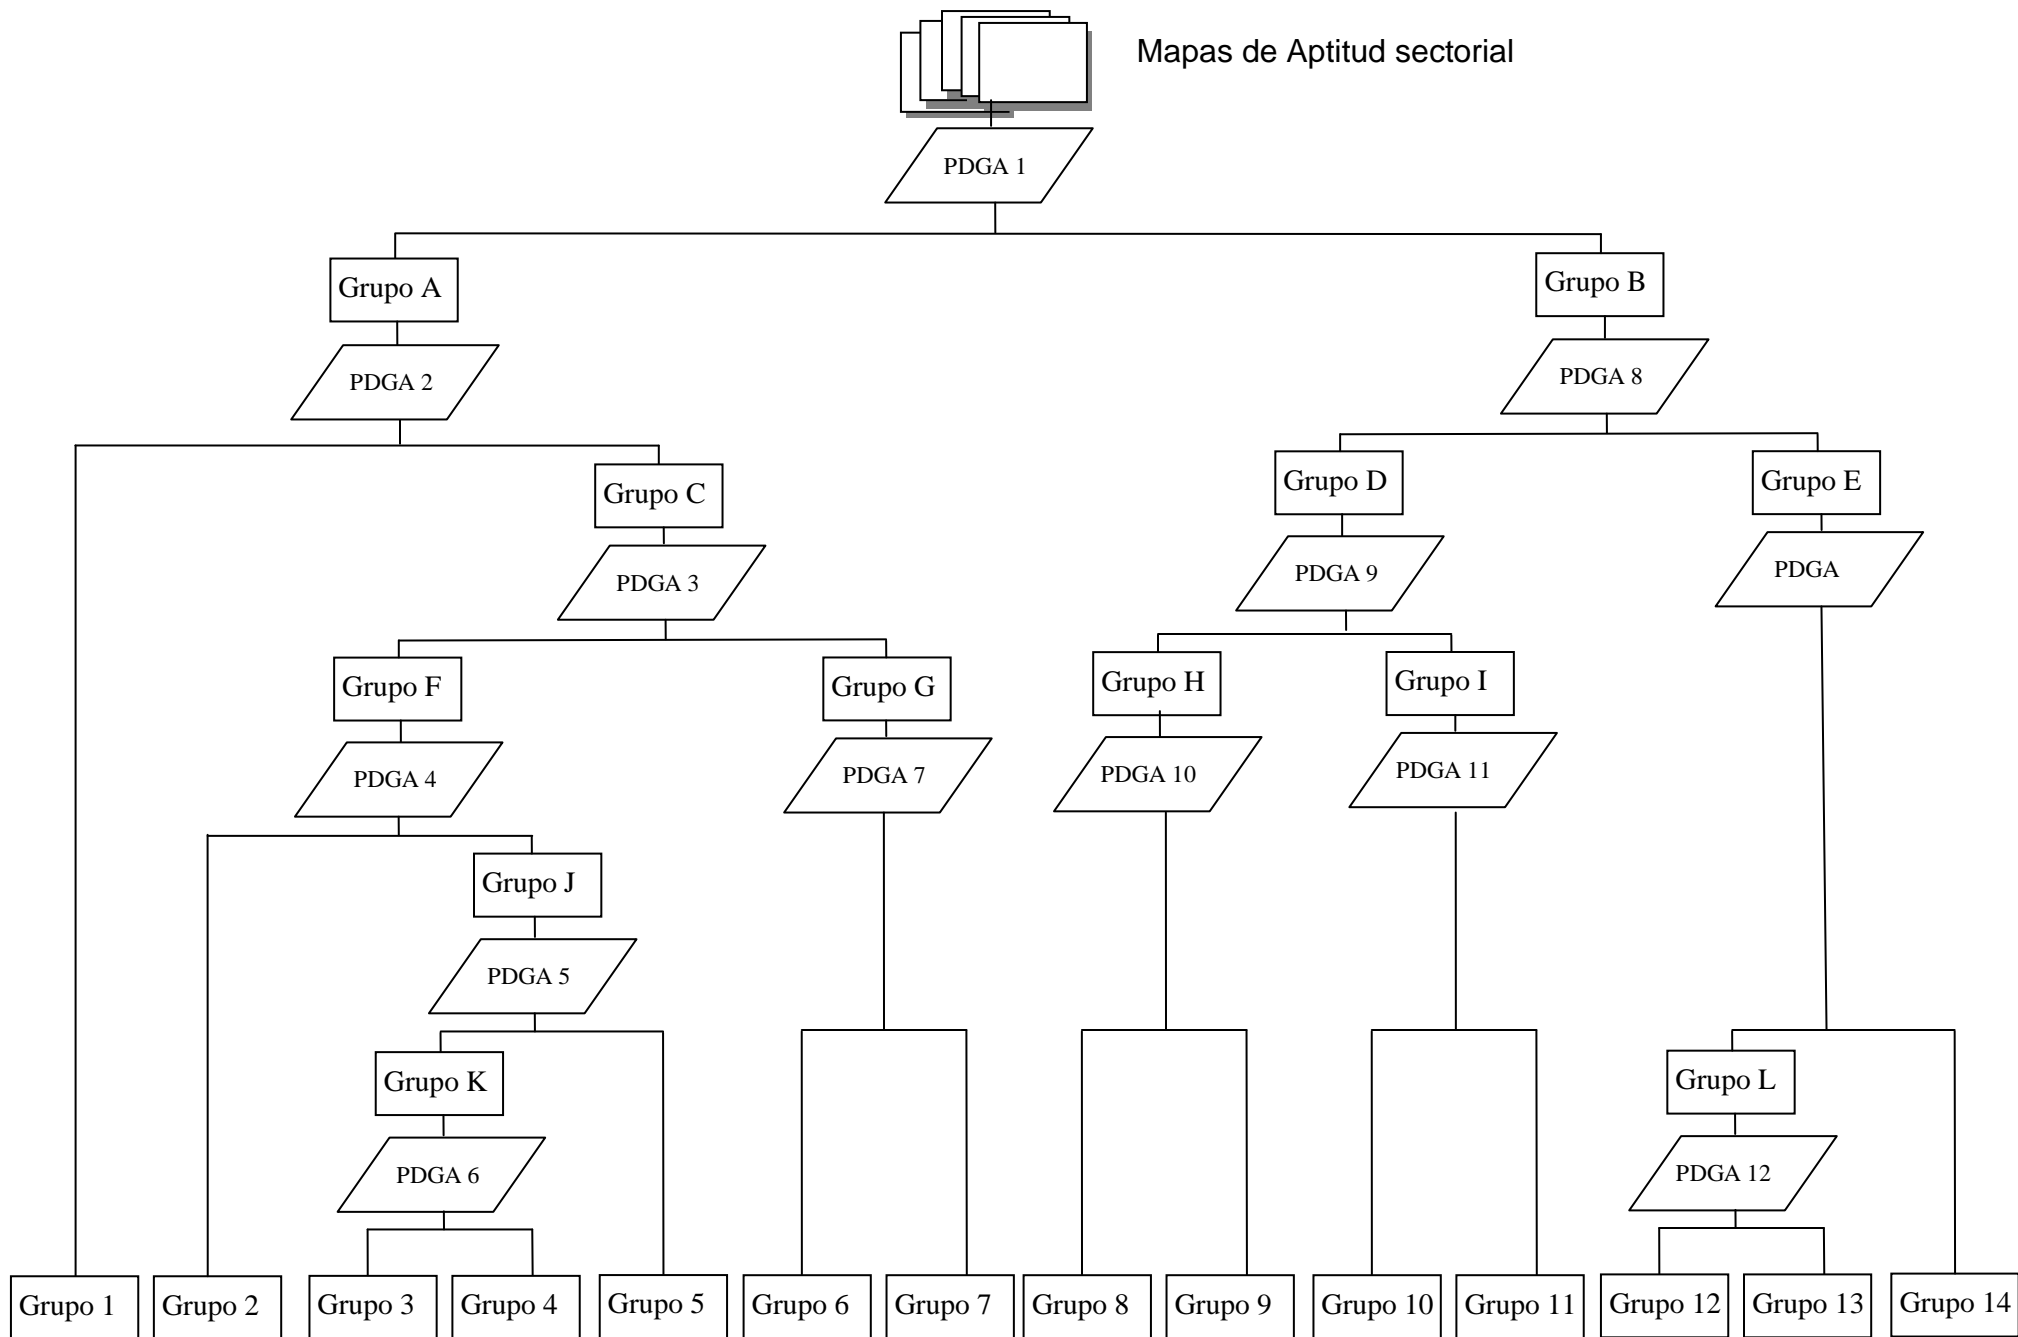 Mapas de Aptitud sectorial
PDGA 1
Grupo A
Grupo B
PDGA 2
PDGA 8
Grupo C
Grupo D
Grupo E
PDGA 3
PDGA 9
PDGA
Grupo F
Grupo G
Grupo H
Grupo I
PDGA 4
PDGA 7
PDGA 10
PDGA 11
Grupo J
PDGA 5
Grupo K
Grupo L
PDGA 6
PDGA 12
Grupo 1
Grupo 2
Grupo 3
Grupo 4
Grupo 5
Grupo 6
Grupo 7
Grupo 8
Grupo 9
Grupo 10
Grupo 11
Grupo 12
Grupo 13
Grupo 14